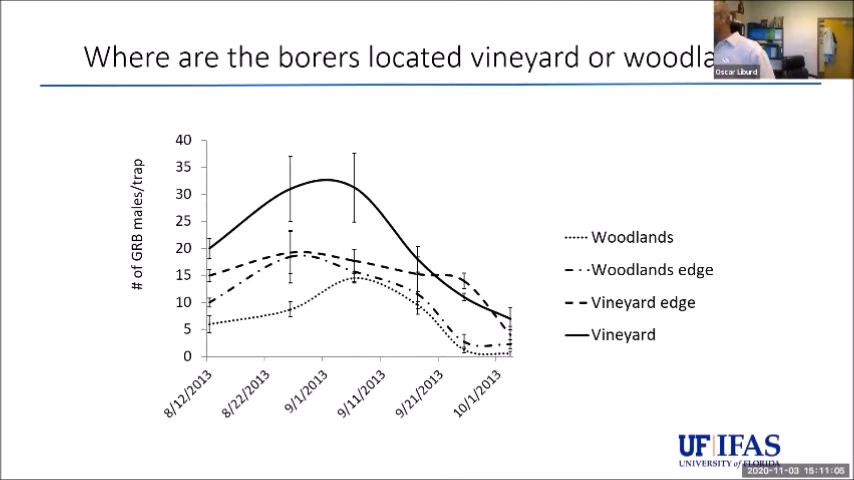 Where are the borers located vineyard or woodla
Oscar Liburd
# of GRB males/trap
40
35
30
25
20
15
10
5
0
8/12/2013
8/22/2013
9/1/2013
9/11/2013
9/21/2013
10/1/2013
Woodlands
Woodlands edge
Vineyard edge
Vineyard
UF|IFAS
UNIVERSITY of FLORIDA
2020-11-03 15:11:05